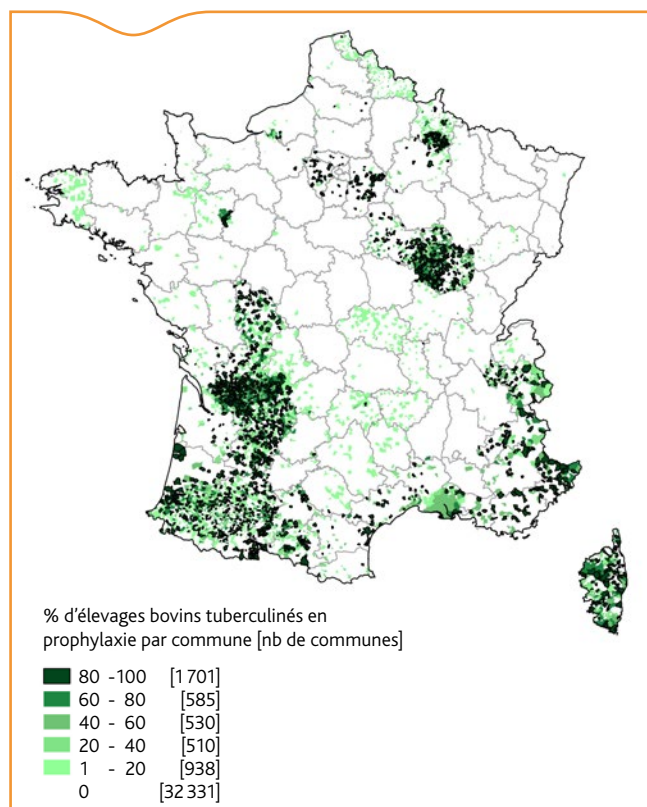 % d'élevages bovins tuberculinés en
prophylaxie par commune [nb de communes]
80 -100 [1 701]
60 - 80 [585]
40 - 60 [530]
20 - 40 [510]
1 - 20 [938]
0 [32 331]